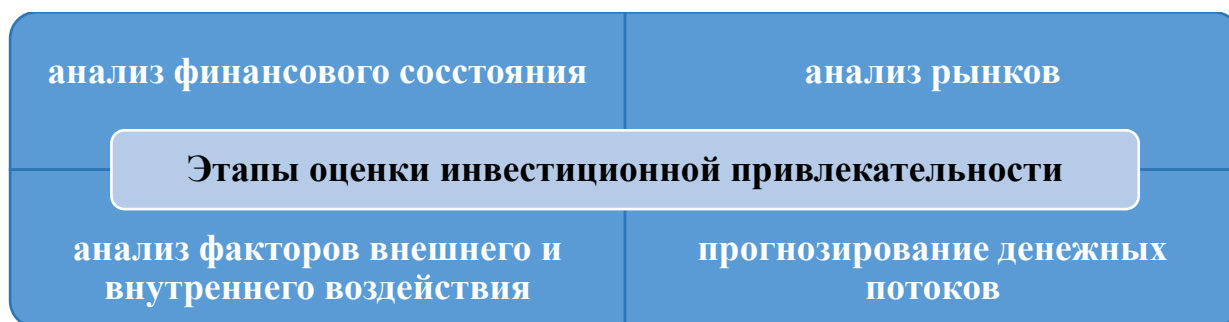 анализ финансового сосстояния
анализ рынков
Этапы оценки инвестиционной привлекательности
анализ факторов внешнего и
внутреннего воздействия
прогнозирование денежных
потоков